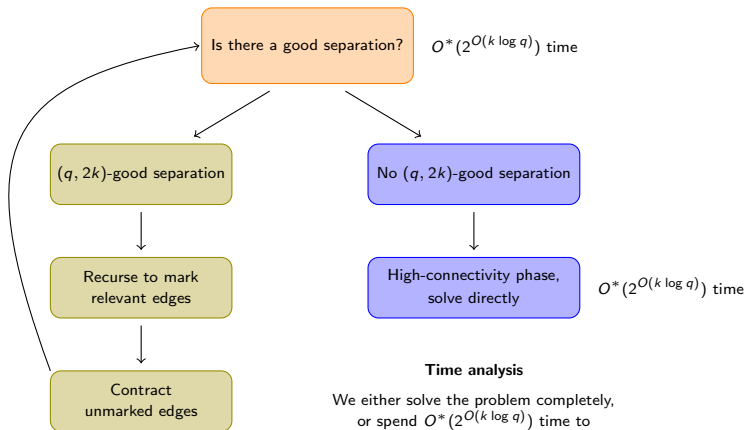 Is there a good separation?
O*(2^{O(k log q)}) time
(q, 2k)-good separation
No (q, 2k)-good separation
Recurse to mark
relevant edges
High-connectivity phase,
solve directly
O*(2^{O(k log q)}) time
Contract
unmarked edges
Time analysis
We either solve the problem completely,
or spend O*(2^{O(k log q)}) time to